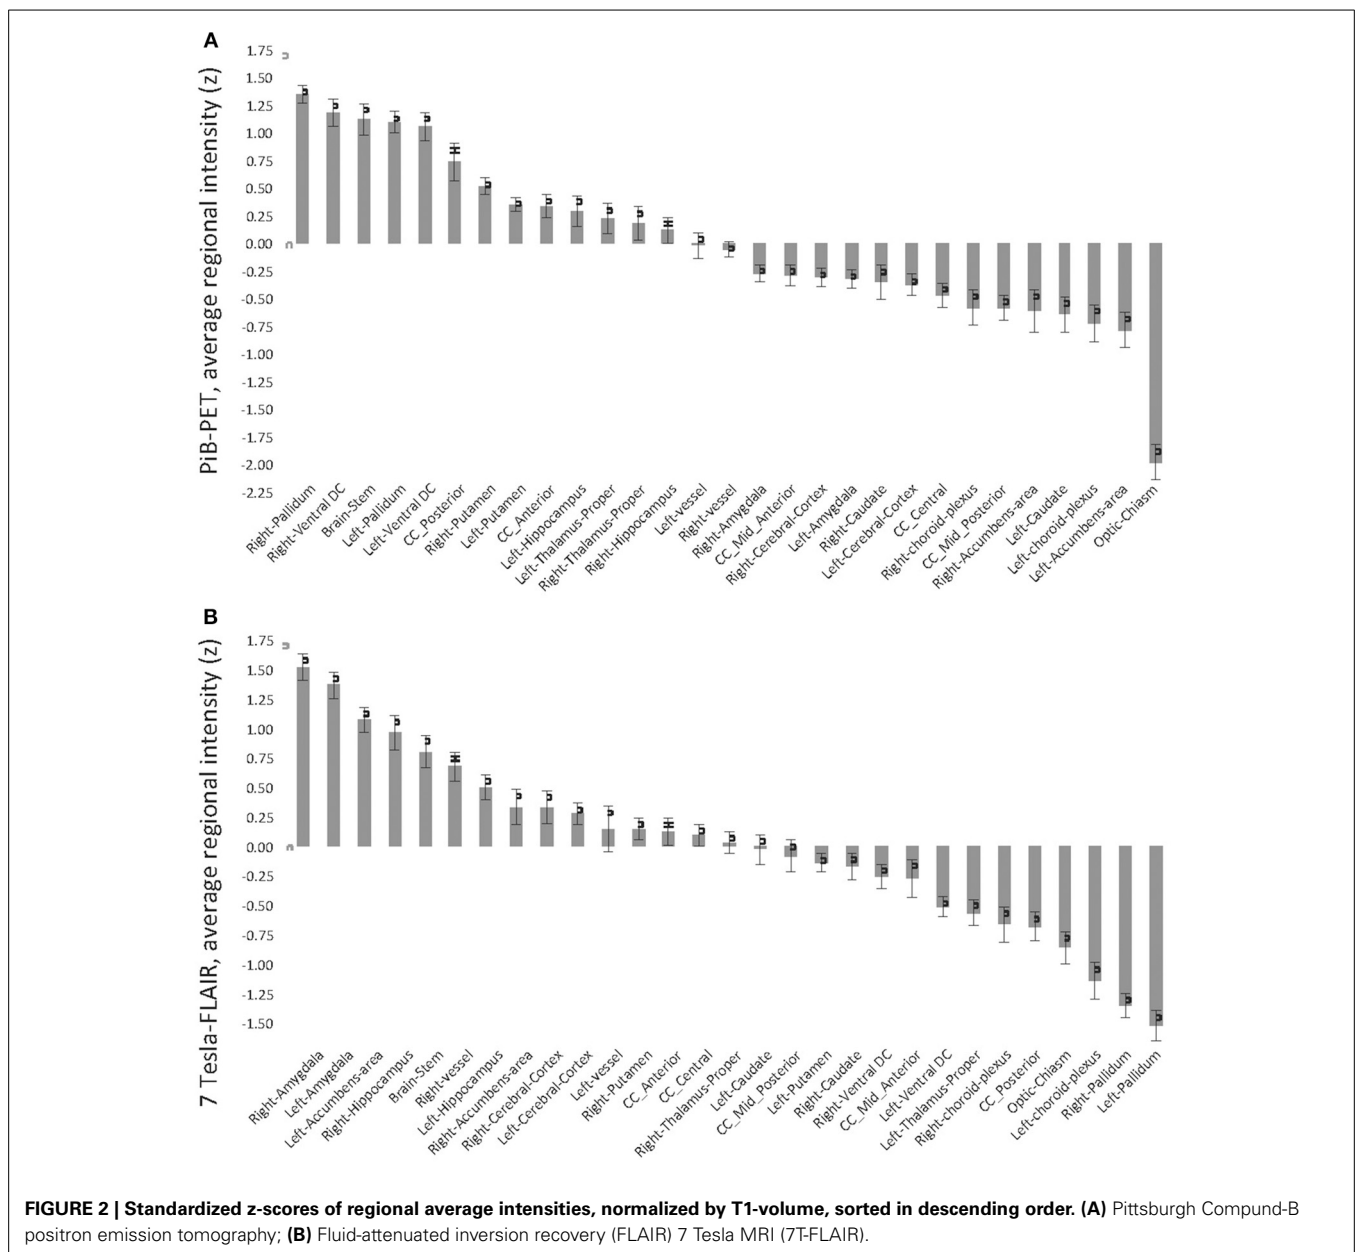 A
PiB-PET, average regional intensity (z)
1.75
1.50
1.25
1.00
0.75
0.50
0.25
0.00
-0.25
-0.50
-0.75
-1.00
-1.25
-1.50
-1.75
-2.00
-2.25
Right-Pallidum
Right-Ventral DC
Brain-Stem
Left-Pallidum
Left-Ventral DC
CC_Posterior
Right-Putamen
Left-Putamen
CC_Anterior
Left-Hippocampus
Left-Thalamus-Proper
Right-Thalamus-Proper
Right-Hippocampus
Left-vessel
Right-vessel
Right-Amygdala
CC_Mid_Anterior
Right-Cerebral-Cortex
Left-Amygdala
Right-Caudate
Left-Cerebral-Cortex
CC_Central
Right-choroid-plexus
CC_Mid_Posterior
Right-Accumbens-area
Left-Caudate
Left-choroid-plexus
Left-Accumbens-area
Optic-Chiasm
B
7 Tesla-FLAIR, average regional intensity (z)
1.75
1.50
1.25
1.00
0.75
0.50
0.25
0.00
-0.25
-0.50
-0.75
-1.00
-1.25
-1.50
Right-Amygdala
Left-Amygdala
Left-Accumbens-area
Right-Hippocampus
Brain-Stem
Right-vessel
Left-Hippocampus
Right-Accumbens-area
Right-Cerebral-Cortex
Left-Cerebral-Cortex
Left-vessel
Right-Putamen
CC_Anterior
CC_Central
Right-Thalamus-Proper
Left-Caudate
CC_Mid_Posterior
Left-Putamen
Right-Caudate
Right-Ventral DC
CC_Mid_Anterior
Left-Ventral DC
Left-Thalamus-Proper
Right-choroid-plexus
CC_Posterior
Optic-Chiasm
Left-choroid-plexus
Right-Pallidum
Left-Pallidum
FIGURE 2 | Standardized z-scores of regional average intensities, normalized by T1-volume, sorted in descending order. (A) Pittsburgh Compund-B
positron emission tomography; (B) Fluid-attenuated inversion recovery (FLAIR) 7 Tesla MRI (7T-FLAIR).